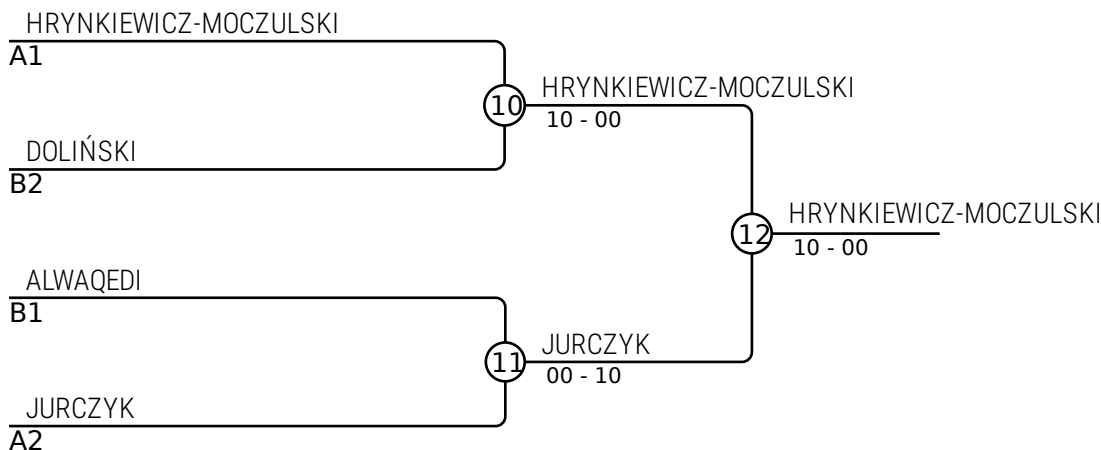 HRYNKIEWICZ-MOCZULSKI
A1
10
HRYNKIEWICZ-MOCZULSKI
10 - 00
DOLIŃSKI
B2
12
HRYNKIEWICZ-MOCZULSKI
10 - 00
ALWAQEDI
B1
11
JURCZYK
00 - 10
JURCZYK
A2